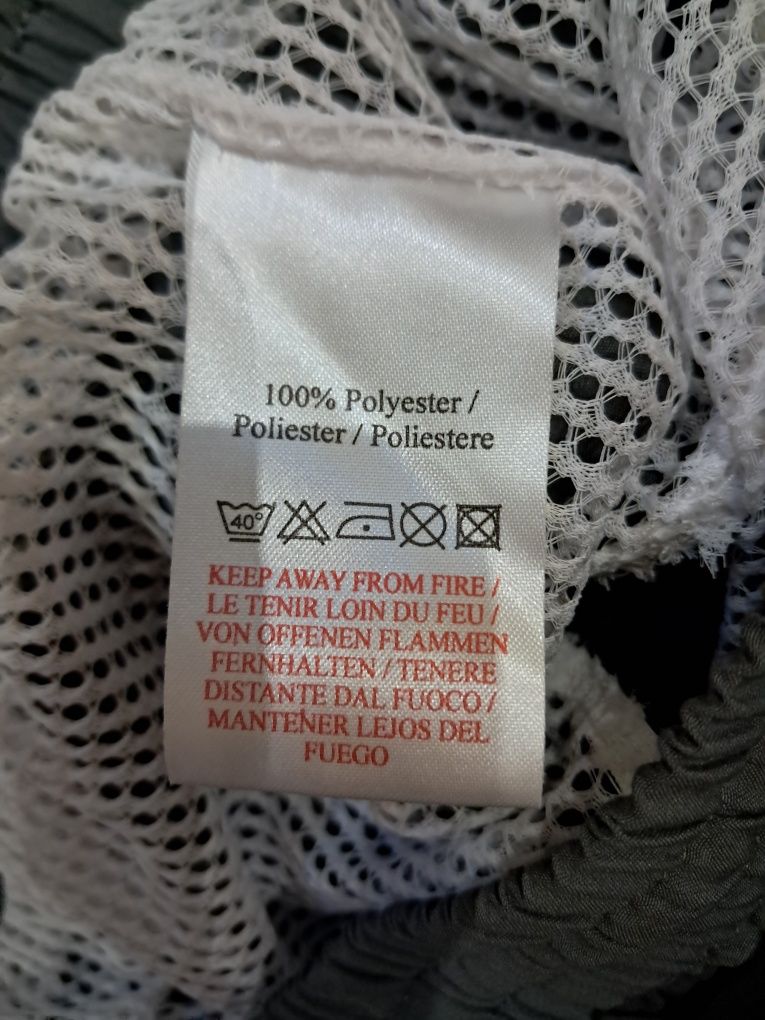 100% Polyester /
Poliester / Poliestere
40°
KEEP AWAY FROM FIRE /
LE TENIR LOIN DU FEU /
VON OFFENEN FLAMMEN
FERNHALTEN / TENERE
DISTANTE DAL FUOCO /
MANTENER LEJOS DEL
FUEGO